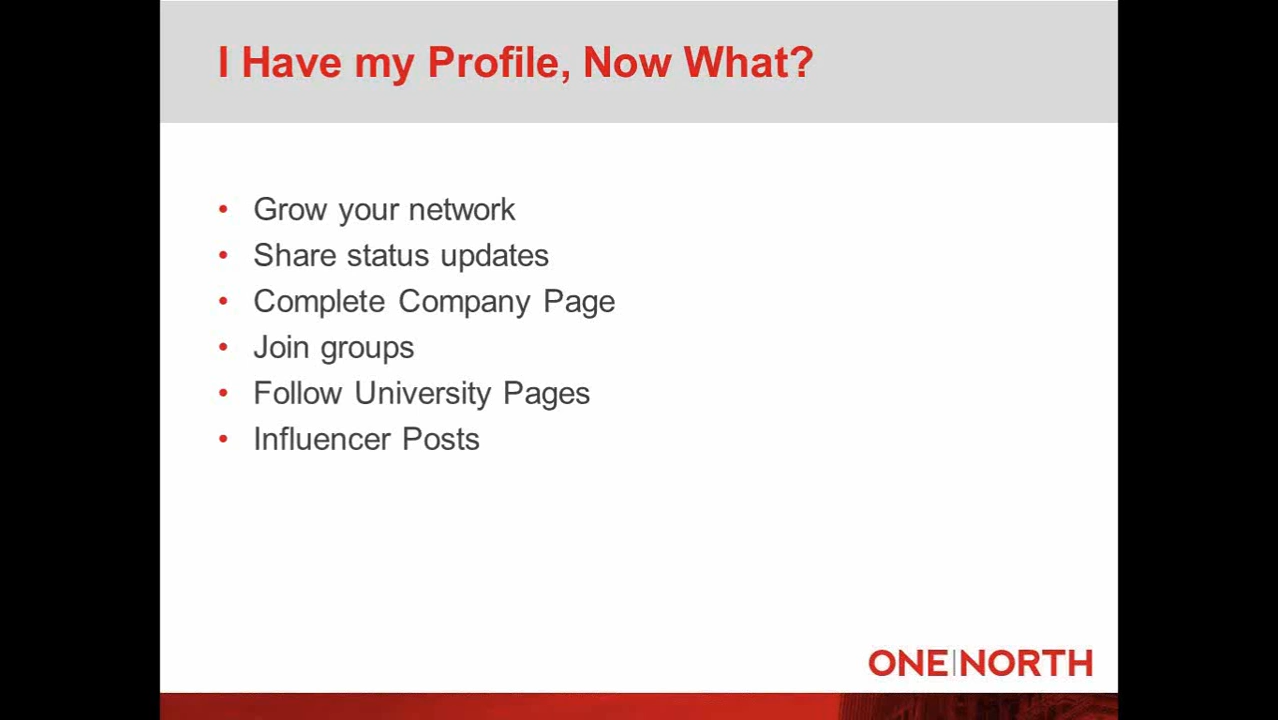 I Have my Profile, Now What?
• Grow your network
• Share status updates
• Complete Company Page
• Join groups
• Follow University Pages
• Influencer Posts
ONE|NORTH